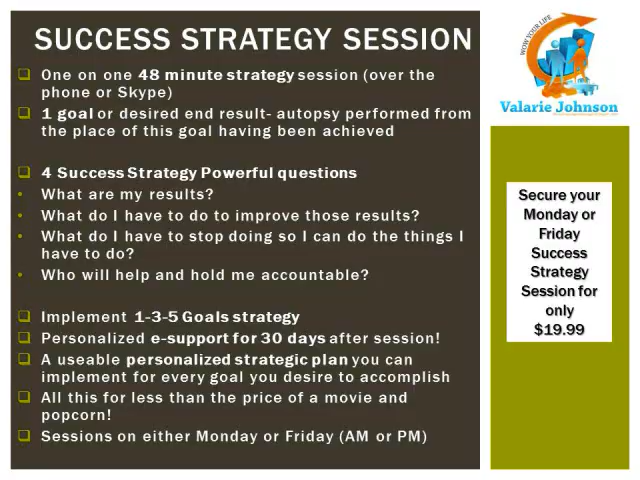 SUCCESS STRATEGY SESSION
One on one 48 minute strategy session (over the
phone or Skype)
1 goal or desired end result- autopsy performed from
the place of this goal having been achieved
4 Success Strategy Powerful questions
What are my results?
What do I have to do to improve those results?
What do I have to stop doing so I can do the things I
have to do?
Who will help and hold me accountable?
Implement 1-3-5 Goals strategy
Personalized e-support for 30 days after session!
A useable personalized strategic plan you can
implement for every goal you desire to accomplish
All this for less than the price of a movie and
popcorn!
Sessions on either Monday or Friday (AM or PM)
WOW YOUR LIFE
Valarie Johnson
Secure your
Monday or
Friday
Success
Strategy
Session for
only
$19.99